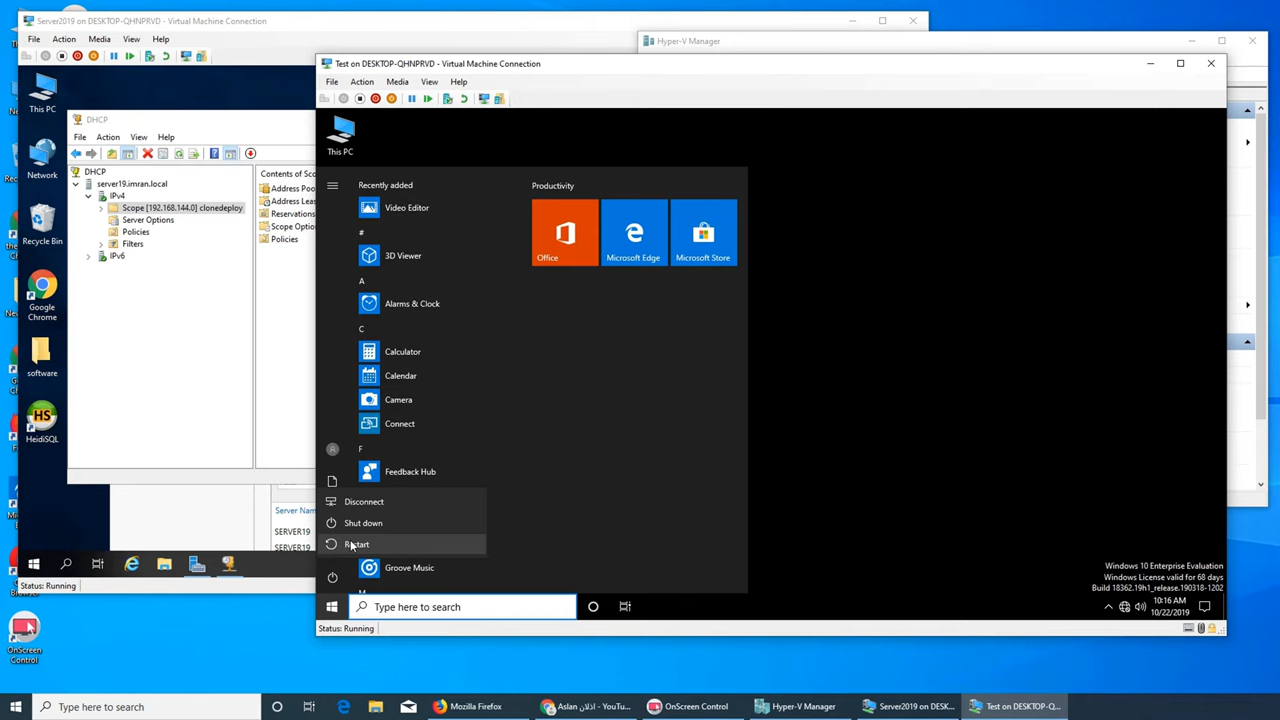 Server2019 on DESKTOP-QHNPRVD - Virtual Machine Connection
File Action Media View Help
This PC
Network
Recycle Bin
Google Chrome
software
HeidiSQL
OnScreen Control
DHCP
File Action View Help
DHCP
server19.imran.local
IPv4
Scope [192.168.144.0] clonedeploy
Server Options
Policies
Filters
IPv6
Contents of Sc
Address Poo
Address Leas
Reservations
Scope Optio
Policies
Server Nam
SERVER19
SERVER19
Status: Running
Hyper-V Manager
Test on DESKTOP-QHNPRVD - Virtual Machine Connection
File Action Media View Help
This PC
Recently added
Video Editor
#
3D Viewer
A
Alarms & Clock
C
Calculator
Calendar
Camera
Connect
F
Feedback Hub
Disconnect
Shut down
Restart
Groove Music
Productivity
Office
Microsoft Edge
Microsoft Store
Windows 10 Enterprise Evaluation
Windows License valid for 68 days
Build 18362.19h1_release.190318-1202
Type here to search
10:16 AM
10/22/2019
Status: Running
Type here to search
Mozilla Firefox
Aslan اذلان - YouTu...
OnScreen Control
Hyper-V Manager
Server2019 on DESK...
Test on DESKTOP-Q...